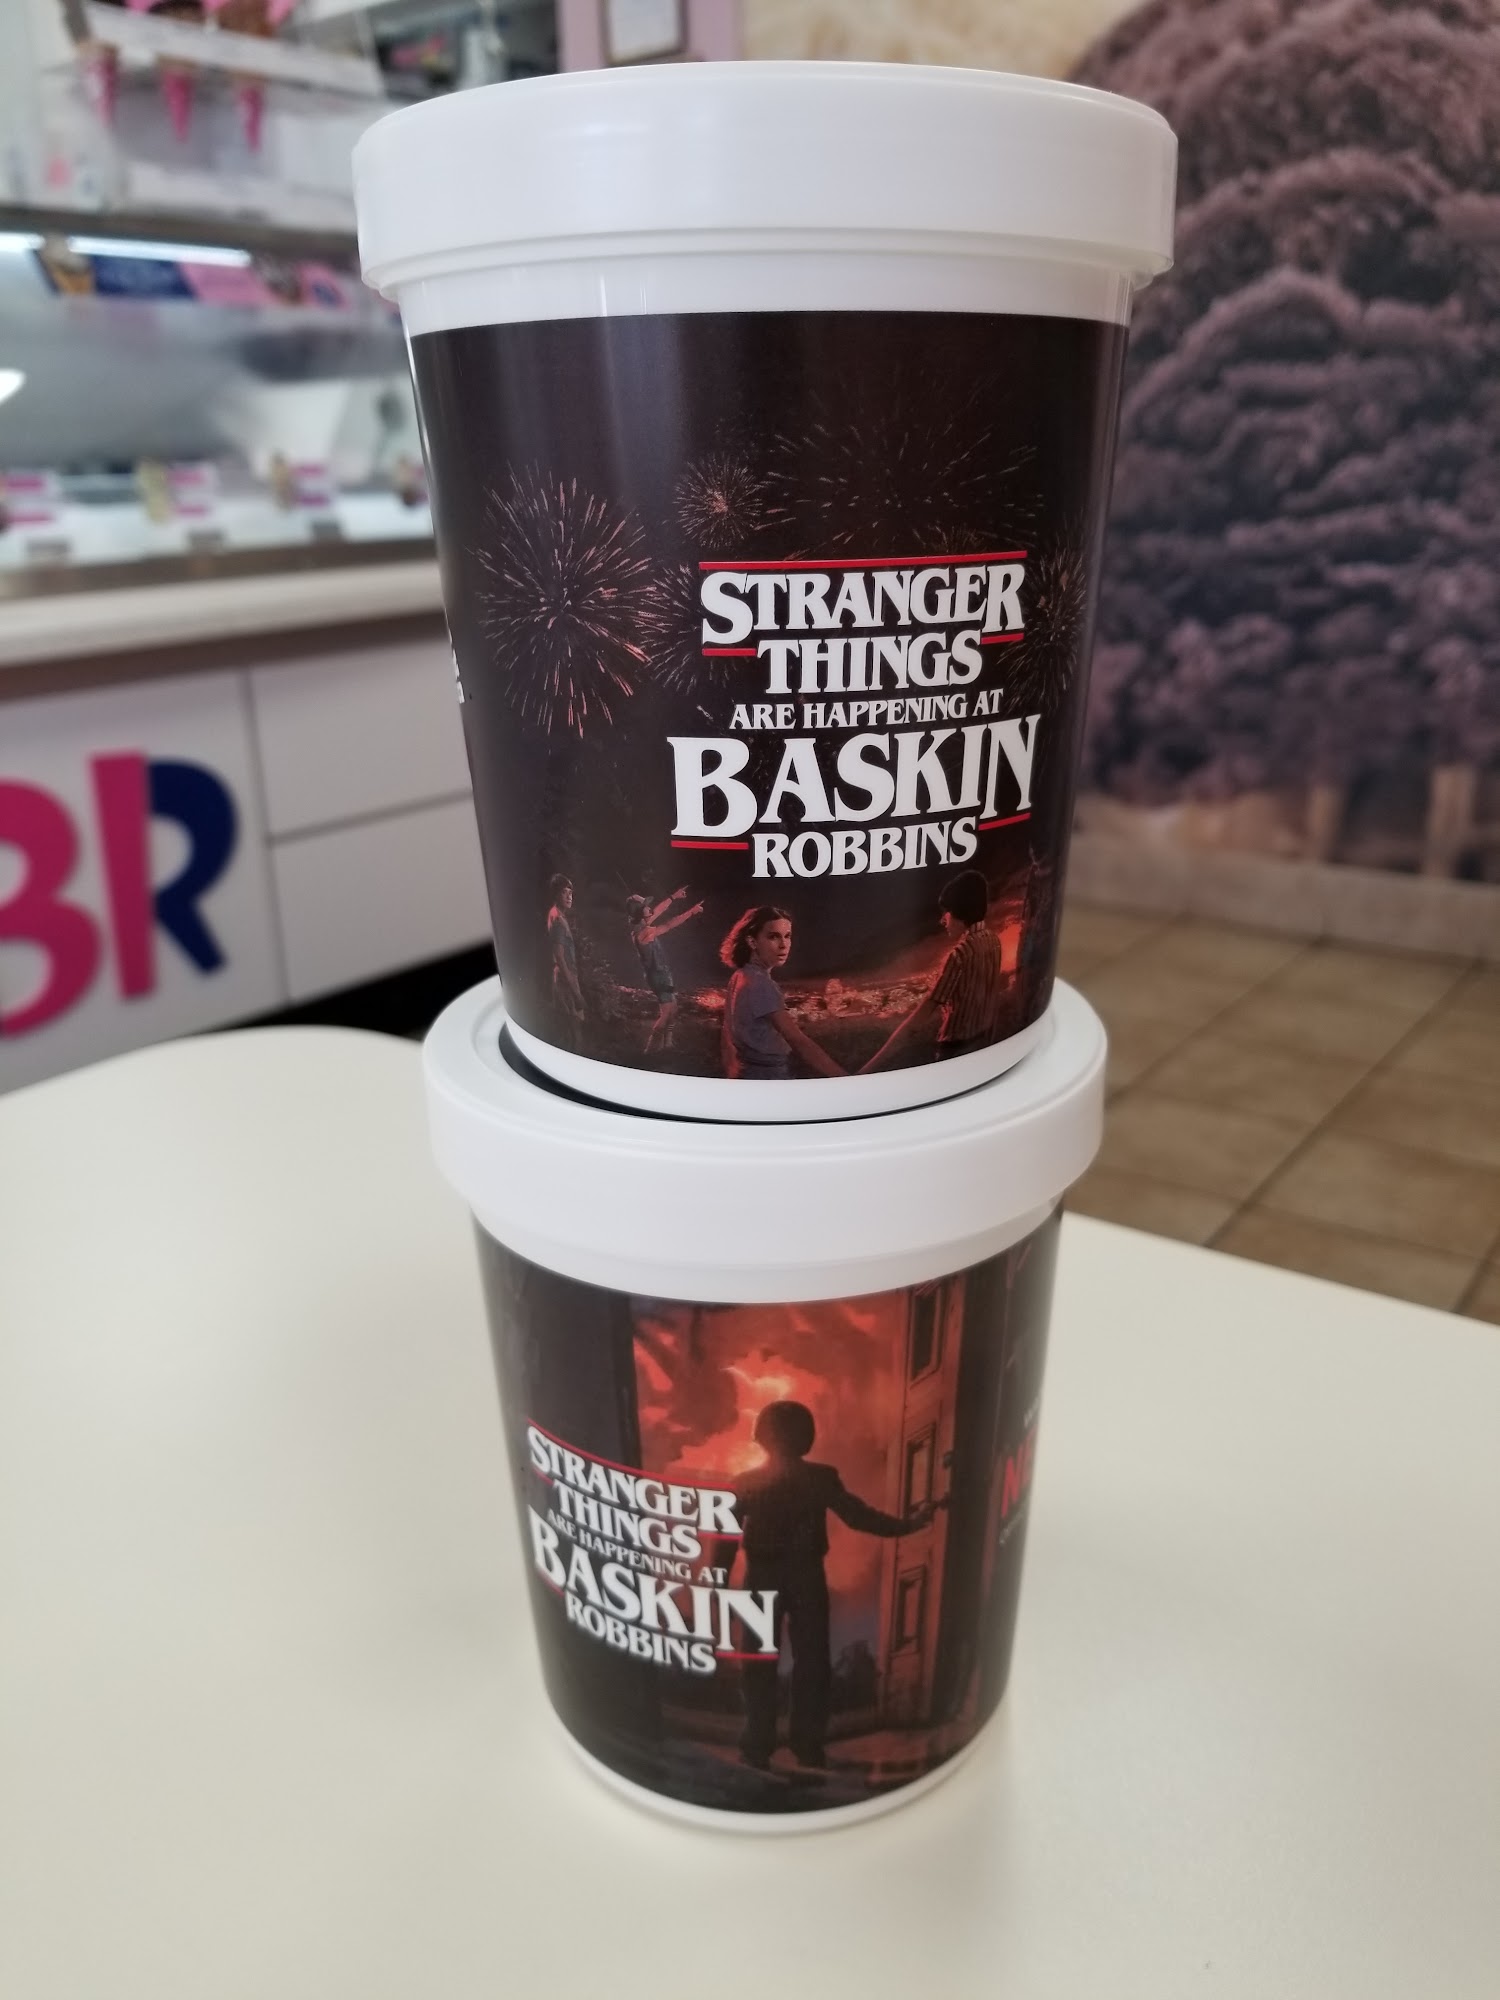 STRANGER
THINGS
ARE HAPPENING AT
BASKIN
ROBBINS
BR
STRANGER
THINGS
ARE HAPPENING AT
BASKIN
ROBBINS